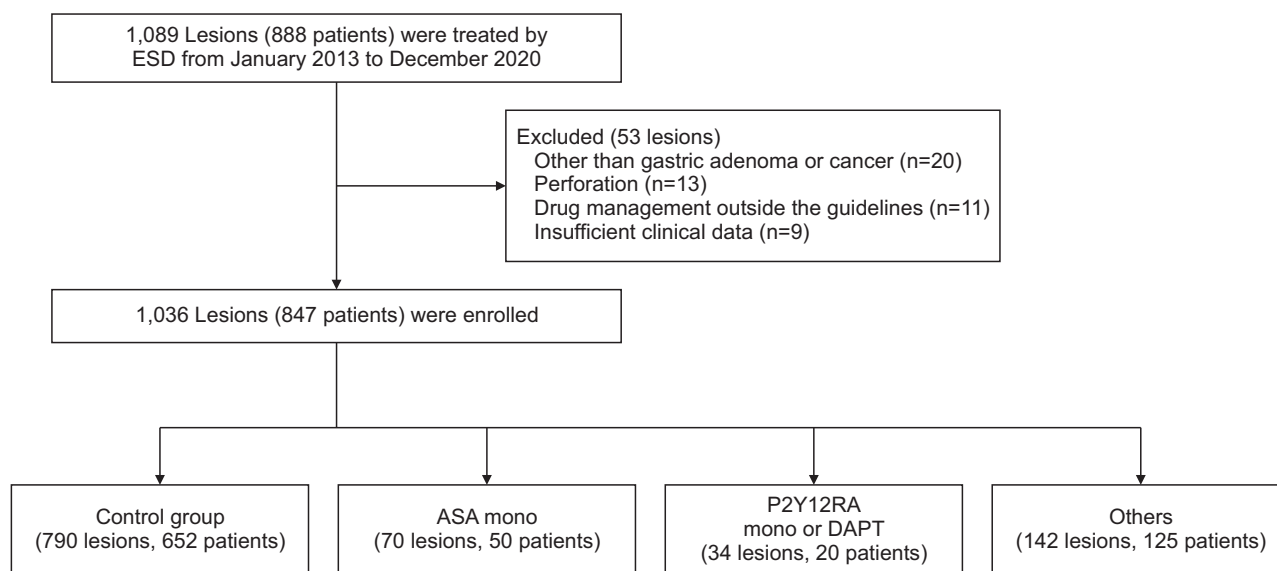 1,089 Lesions (888 patients) were treated by
ESD from January 2013 to December 2020
Excluded (53 lesions)
Other than gastric adenoma or cancer (n=20)
Perforation (n=13)
Drug management outside the guidelines (n=11)
Insufficient clinical data (n=9)
1,036 Lesions (847 patients) were enrolled
Control group
(790 lesions, 652 patients)
ASA mono
(70 lesions, 50 patients)
P2Y12RA
mono or DAPT
(34 lesions, 20 patients)
Others
(142 lesions, 125 patients)